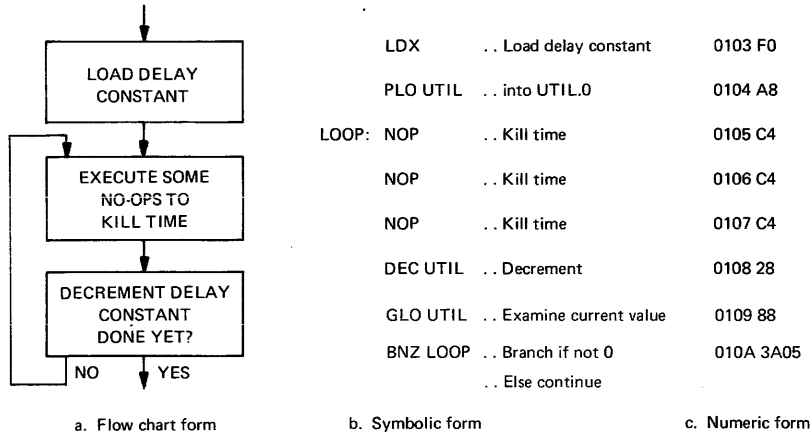 LOAD DELAY
CONSTANT
EXECUTE SOME
NO-OPS TO
KILL TIME
DECREMENT DELAY
CONSTANT
DONE YET?
NO
YES
a. Flow chart form
LDX .. Load delay constant 0103 F0
PLO UTIL .. into UTIL.0 0104 A8
LOOP: NOP .. Kill time 0105 C4
NOP .. Kill time 0106 C4
NOP .. Kill time 0107 C4
DEC UTIL .. Decrement 0108 28
GLO UTIL .. Examine current value 0109 88
BNZ LOOP .. Branch if not 0 010A 3A05
.. Else continue
b. Symbolic form
c. Numeric form